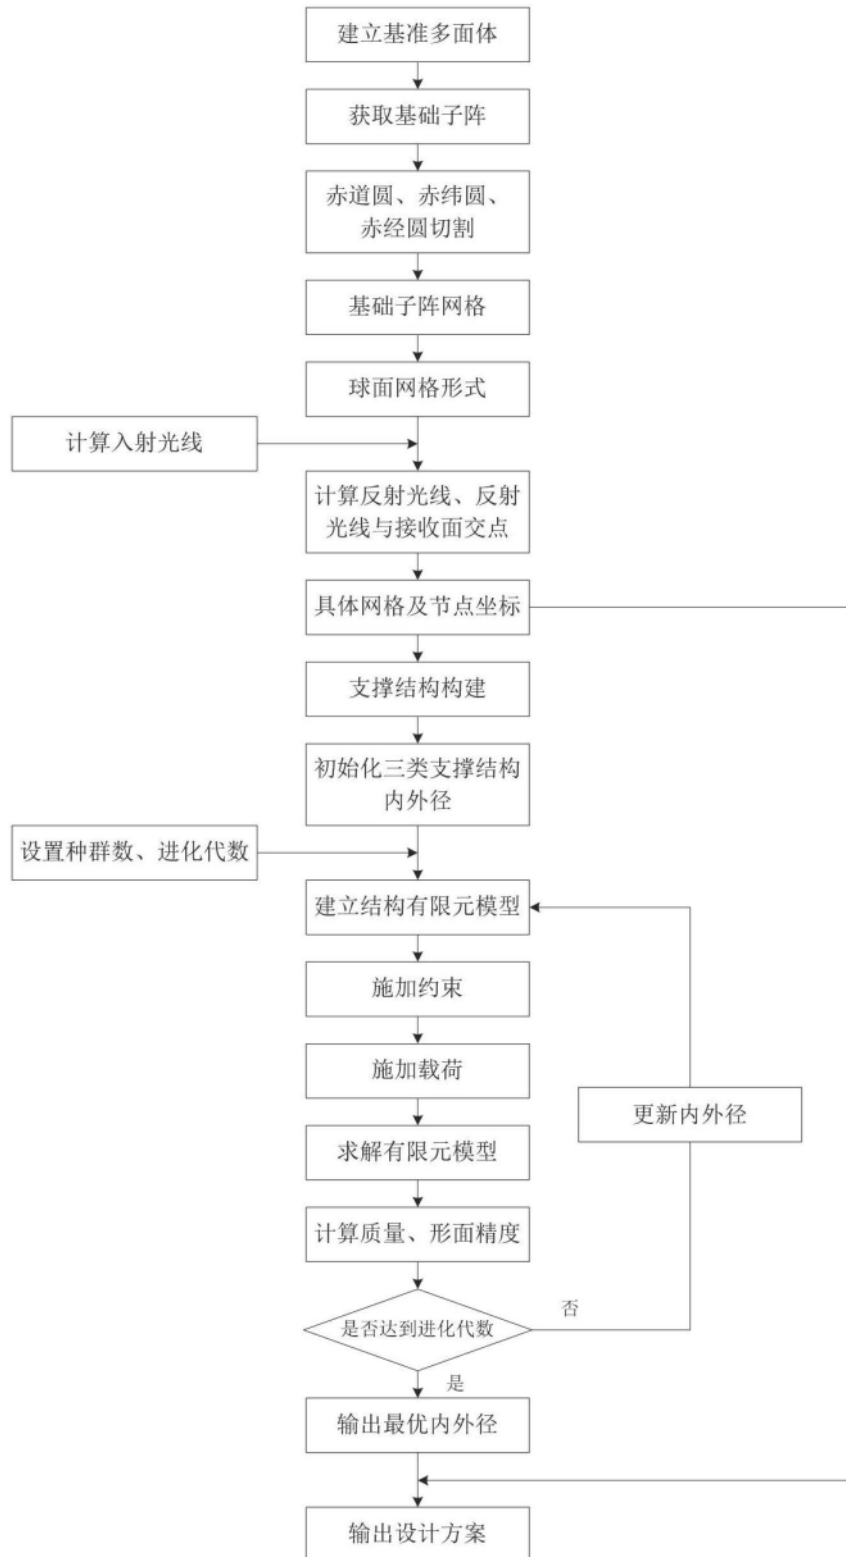 建立基准多面体
获取基础子阵
赤道圆、赤纬圆、
赤经圆切割
基础子阵网格
球面网格形式
计算入射光线
计算反射光线、反射
光线与接收面交点
具体网格及节点坐标
支撑结构构建
初始化三类支撑结构
内外径
设置种群数、进化代数
建立结构有限元模型
施加约束
施加载荷
更新内外径
求解有限元模型
计算质量、形面精度
否
是否达到进化代数
是
输出最优内外径
输出设计方案